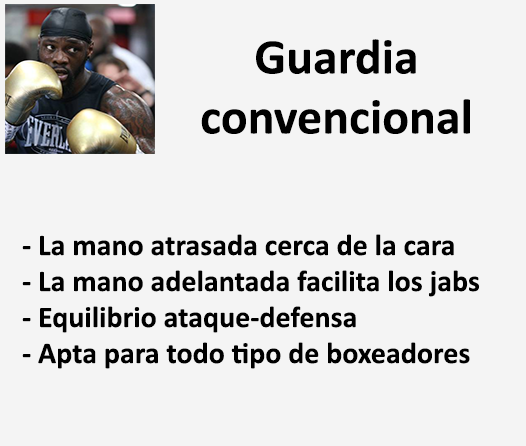 EVERLAS
Guardia
convencional
- La mano atrasada cerca de la cara
- La mano adelantada facilita los jabs
- Equilibrio ataque-defensa
- Apta para todo tipo de boxeadores